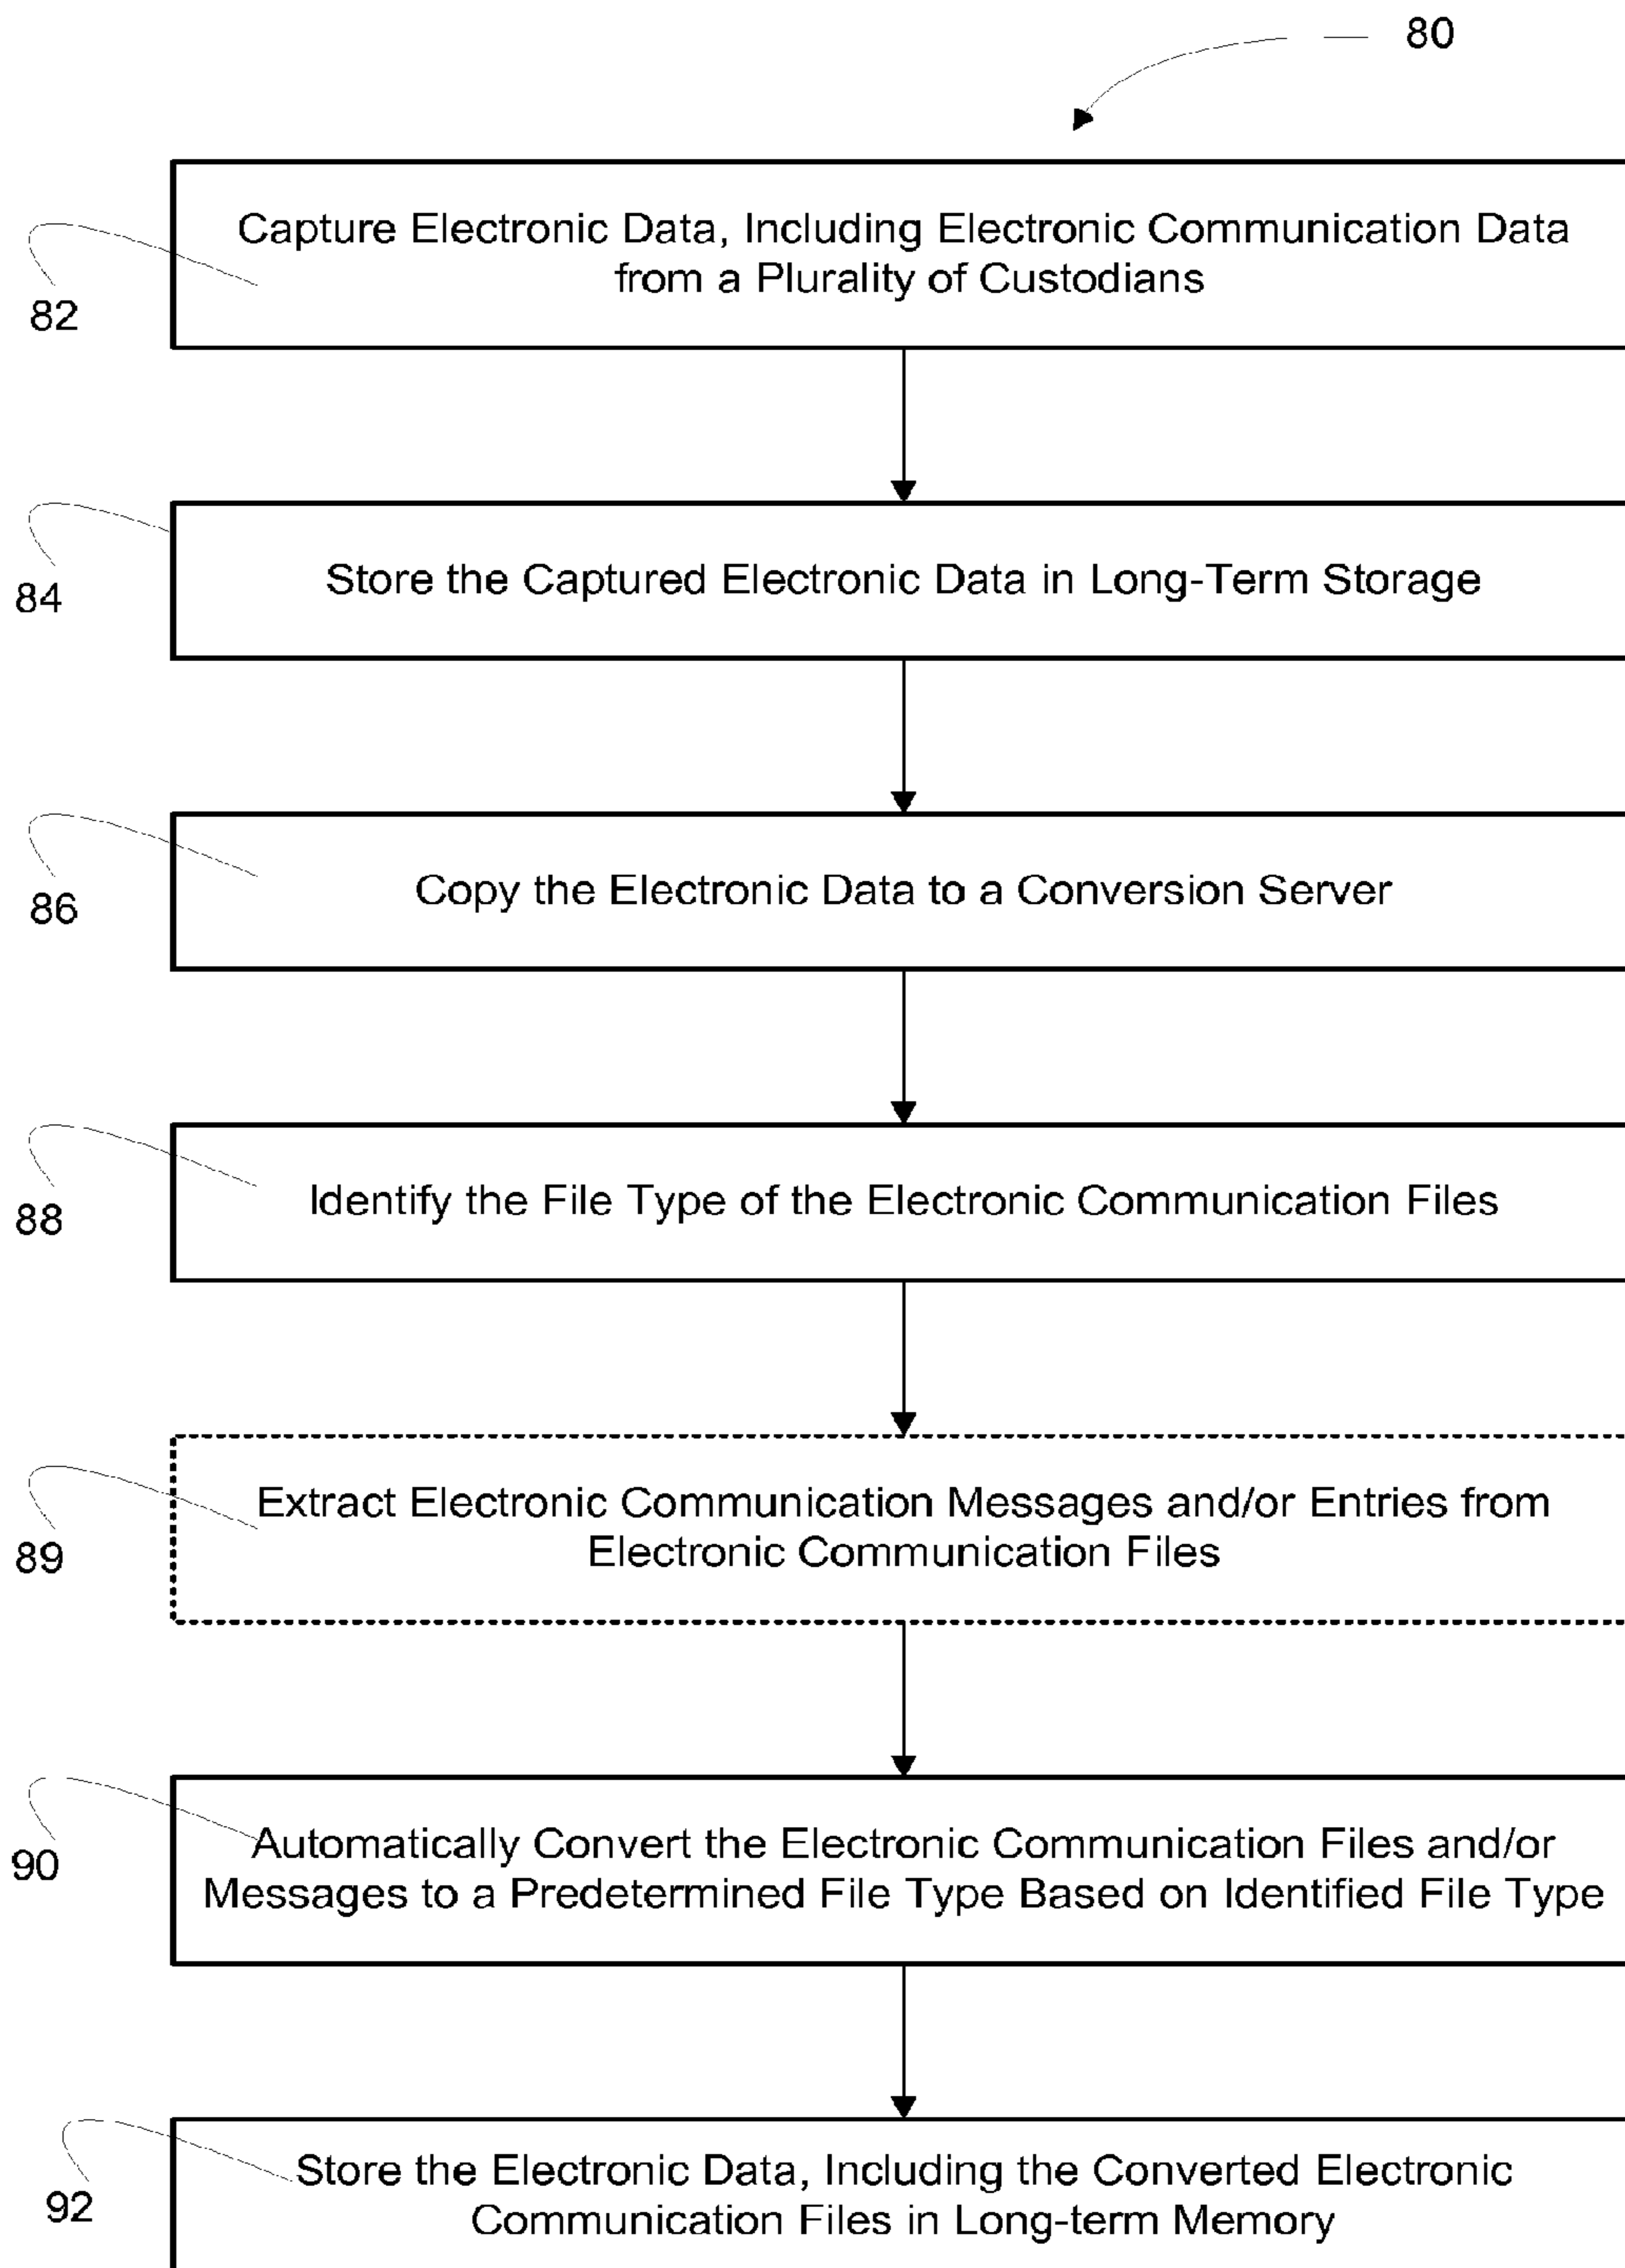 80
Capture Electronic Data, Including Electronic Communication Data
from a Plurality of Custodians
82
Store the Captured Electronic Data in Long-Term Storage
84
Copy the Electronic Data to a Conversion Server
86
Identify the File Type of the Electronic Communication Files
88
Extract Electronic Communication Messages and/or Entries from
Electronic Communication Files
89
Automatically Convert the Electronic Communication Files and/or
Messages to a Predetermined File Type Based on Identified File Type
90
Store the Electronic Data, Including the Converted Electronic
Communication Files in Long-term Memory
92